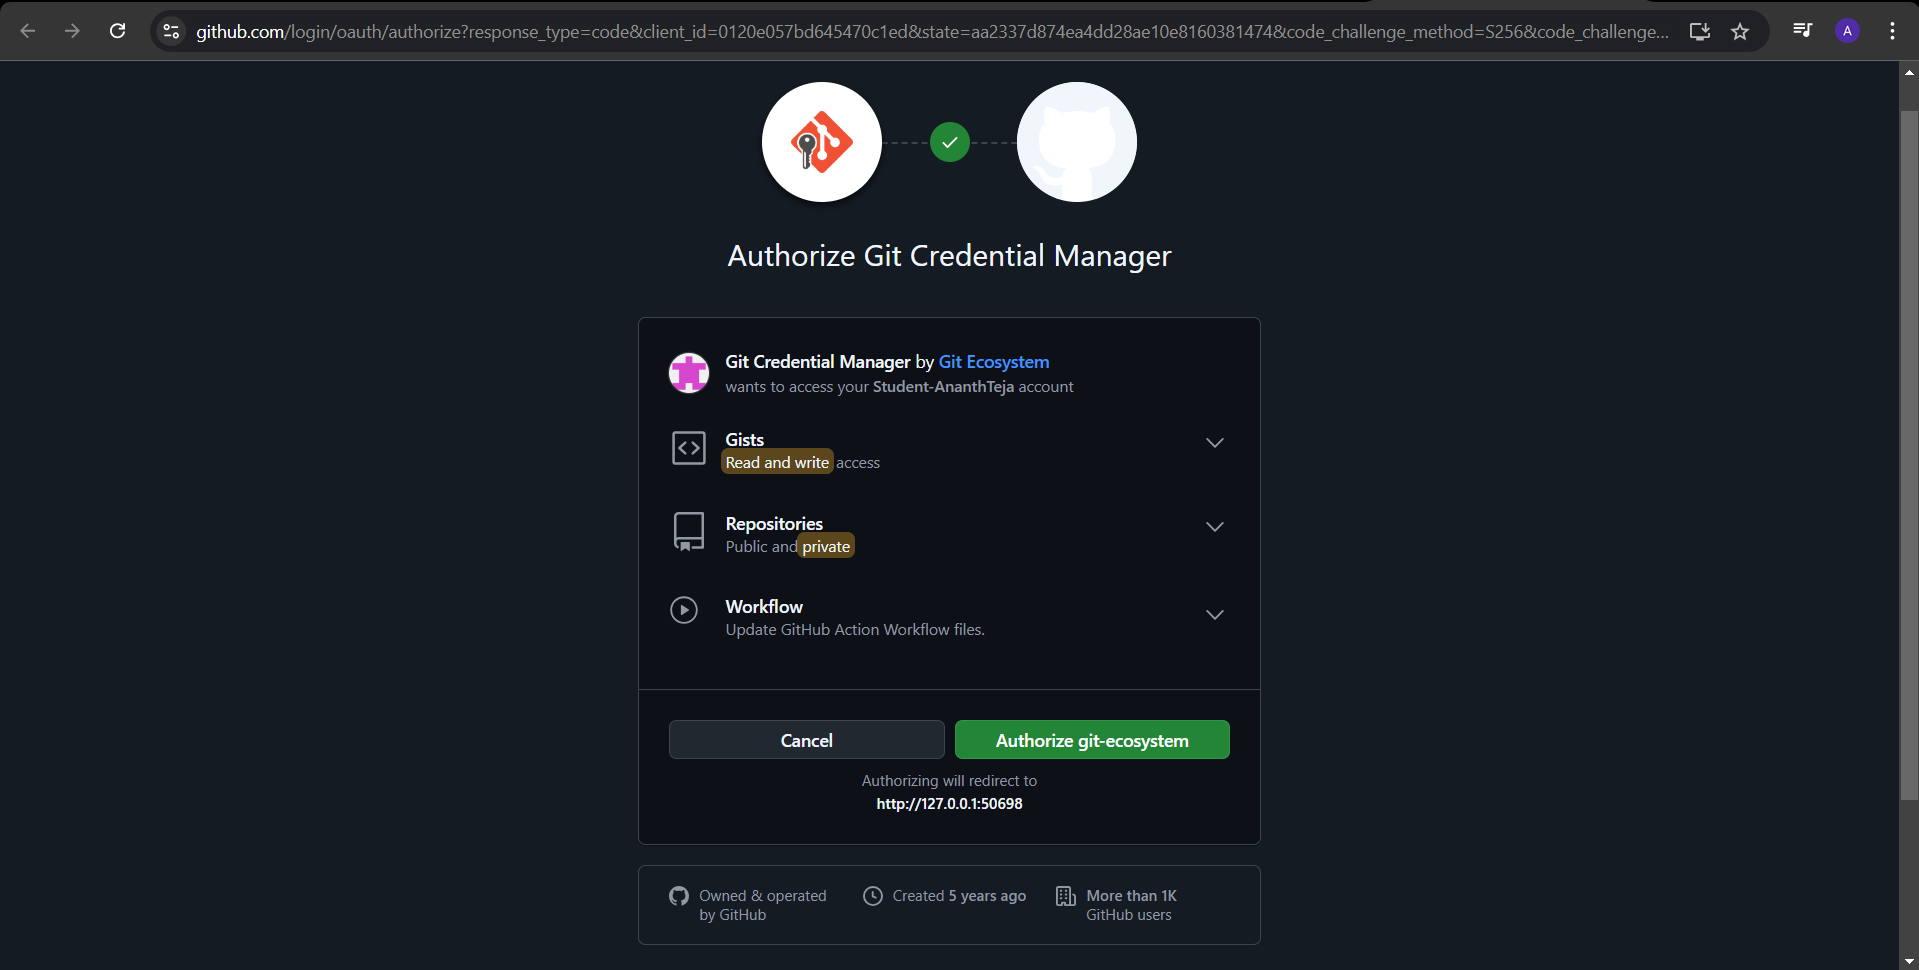 github.com/login/oauth/authorize?response_type=code&client_id=0120e057bd645470c1ed&state=aa2337d874ea4dd28ae10e8160381474&code_challenge_method=S256&code_challenge...
A
Authorize Git Credential Manager
Git Credential Manager by Git Ecosystem
wants to access your Student-AnanthTeja account
Gists
Read and write access
Repositories
Public and private
Workflow
Update GitHub Action Workflow files.
Cancel
Authorize git-ecosystem
Authorizing will redirect to
http://127.0.0.1:50698
Owned & operated
by GitHub
Created 5 years ago
More than 1K
GitHub users